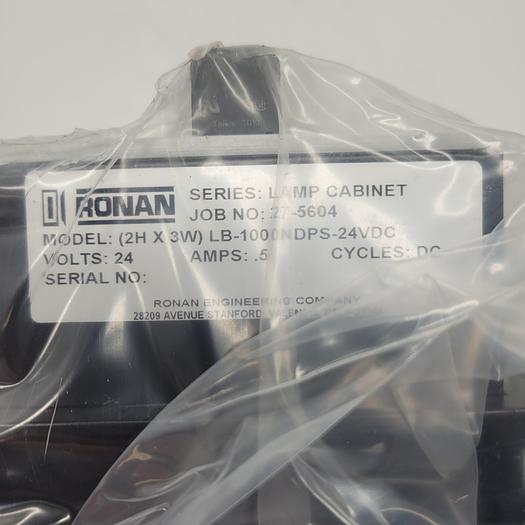 RONAN
SERIES: LAMP CABINET
JOB NO: 27-5604
MODEL: (2H X 3W) LB-1000NDPS-24VDC
VOLTS: 24 AMPS: .5 CYCLES: DC
SERIAL NO:
RONAN ENGINEERING COMPANY
28209 AVENUE STANFORD,